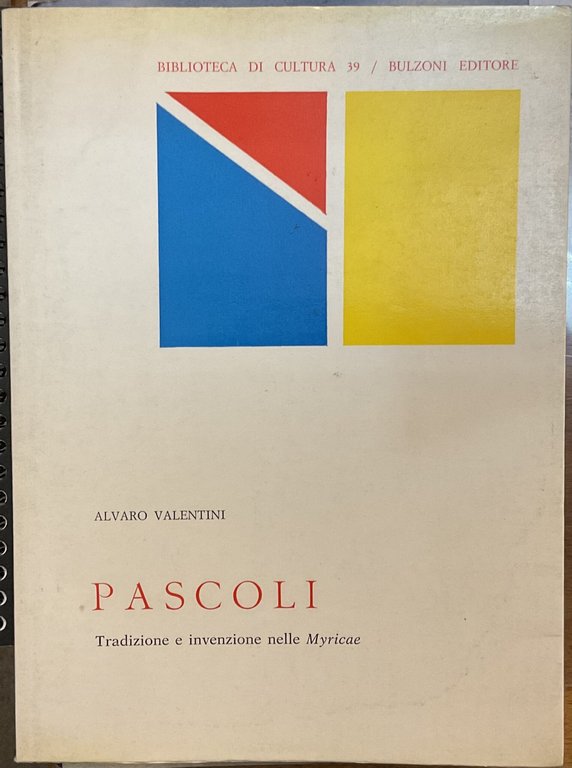 BIBLIOTECA DI CULTURA 39 / BULZONI EDITORE
ALVARO VALENTINI
PASCOLI
Tradizione e invenzione nelle Myricae